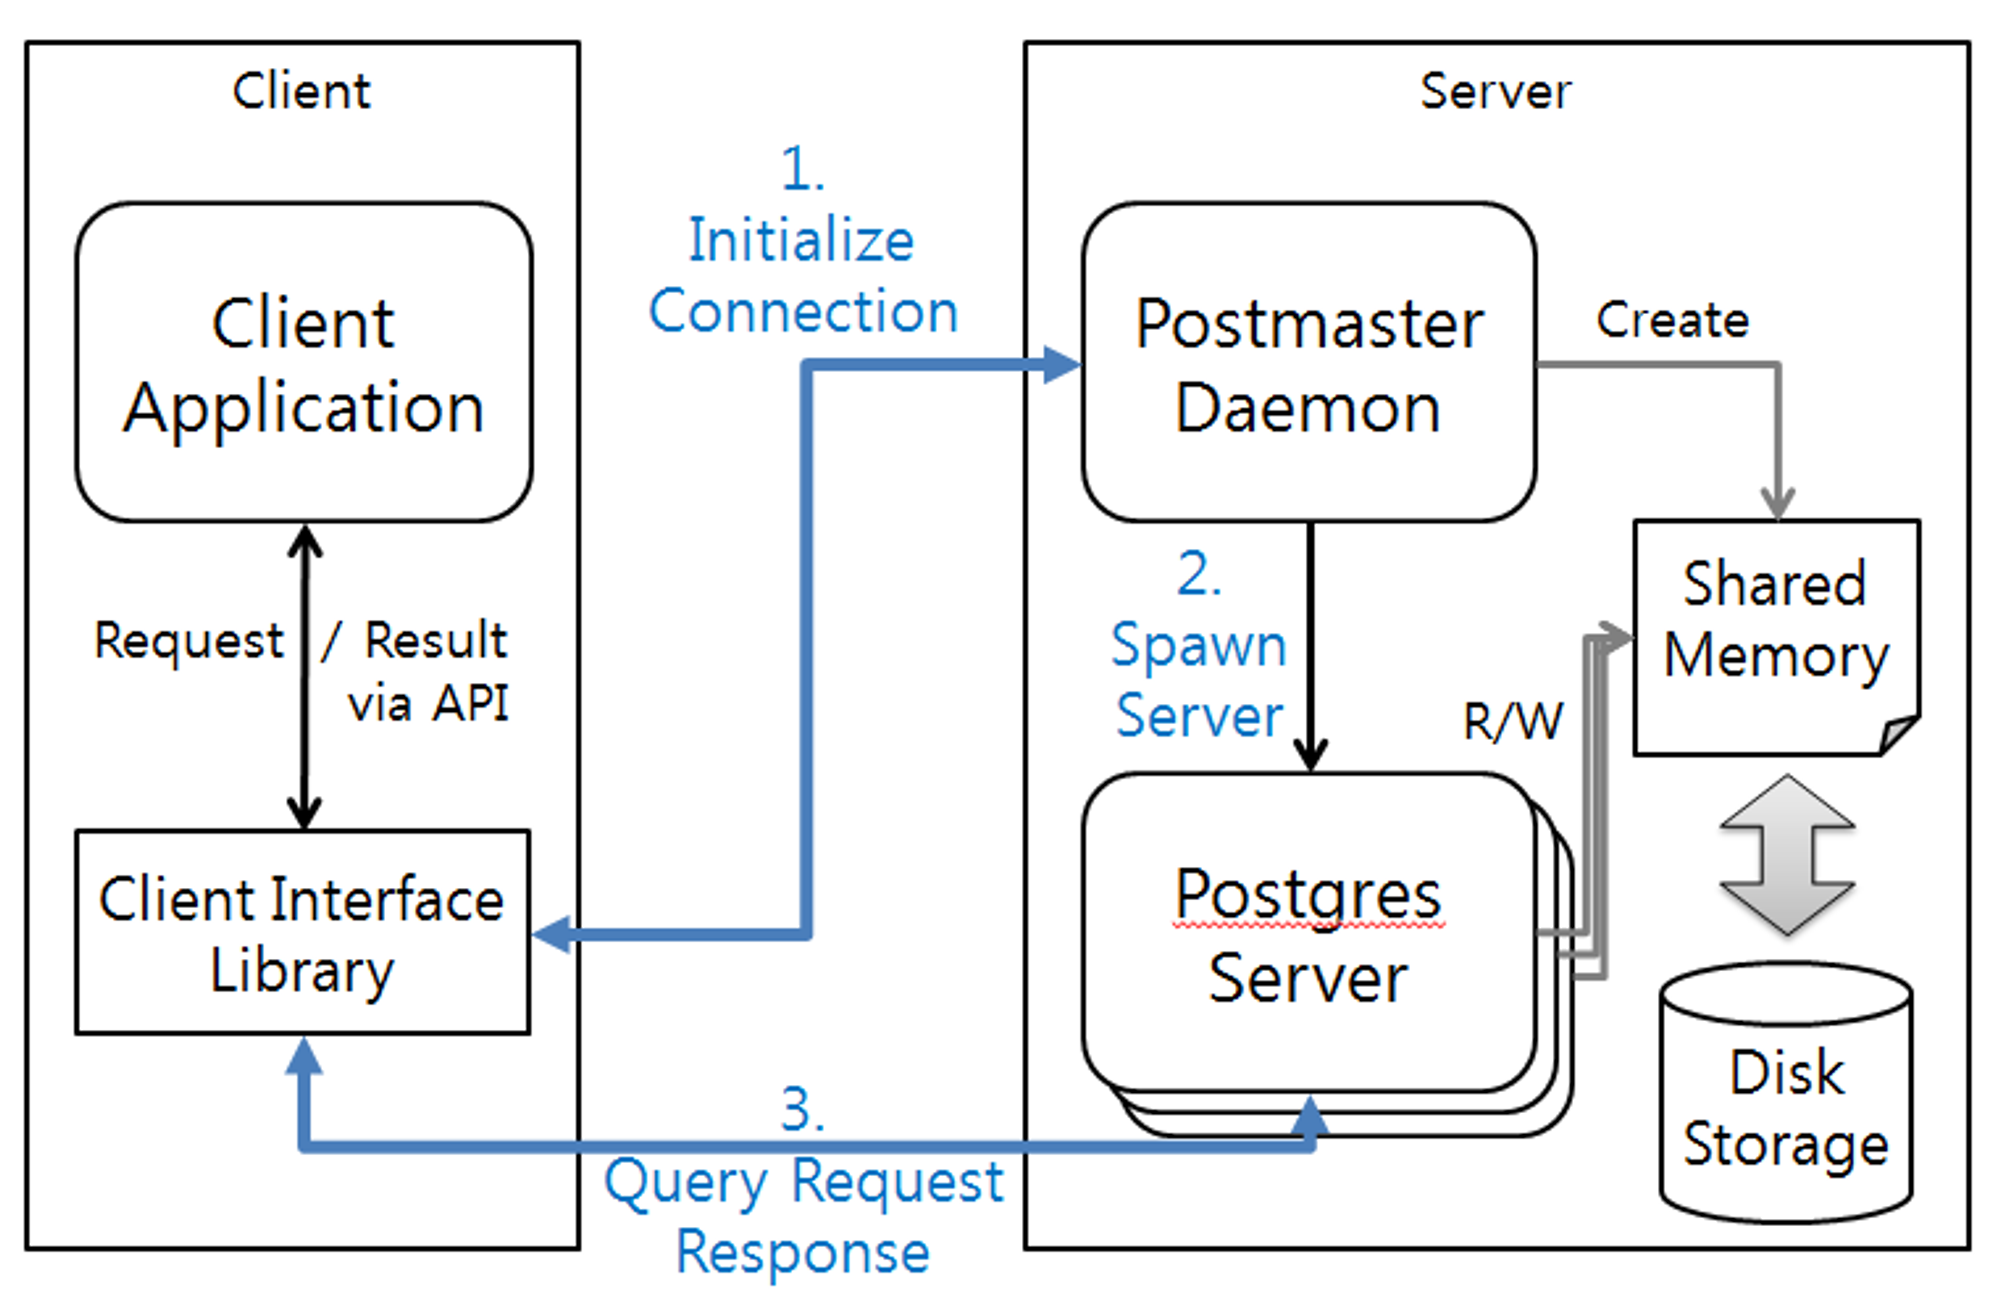 Client
Client
Application
Request / Result
via API
Client Interface
Library
1.
Initialize
Connection
3.
Query Request
Response
Server
Postmaster
Daemon
Create
2.
Spawn
Server
Shared
Memory
R/W
Postgres
Server
Disk
Storage